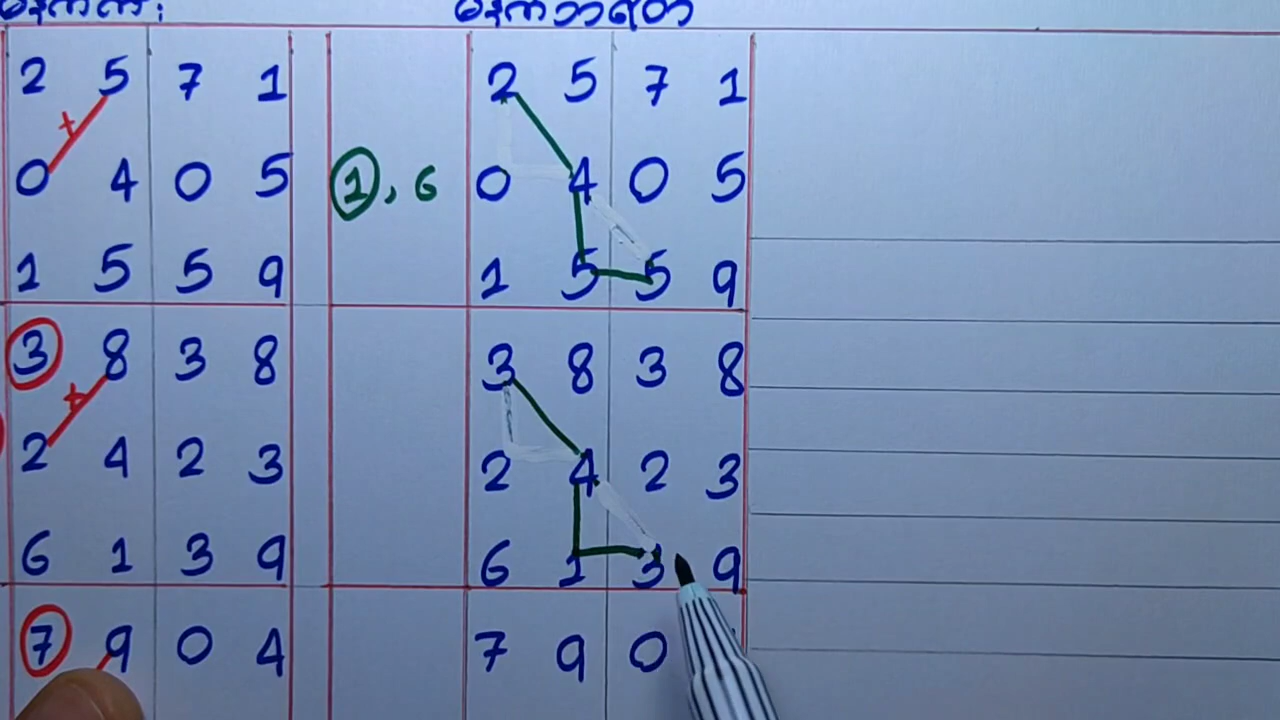 2 5 7 1 2 5 7 1
0 4 0 5 1, 6 0 4 0 5
1 5 5 9 1 5 5 9
3 8 3 8 3 8 3 8
2 4 2 3 2 4 2 3
6 1 3 9 6 1 3 9
7 9 0 4 7 9 0